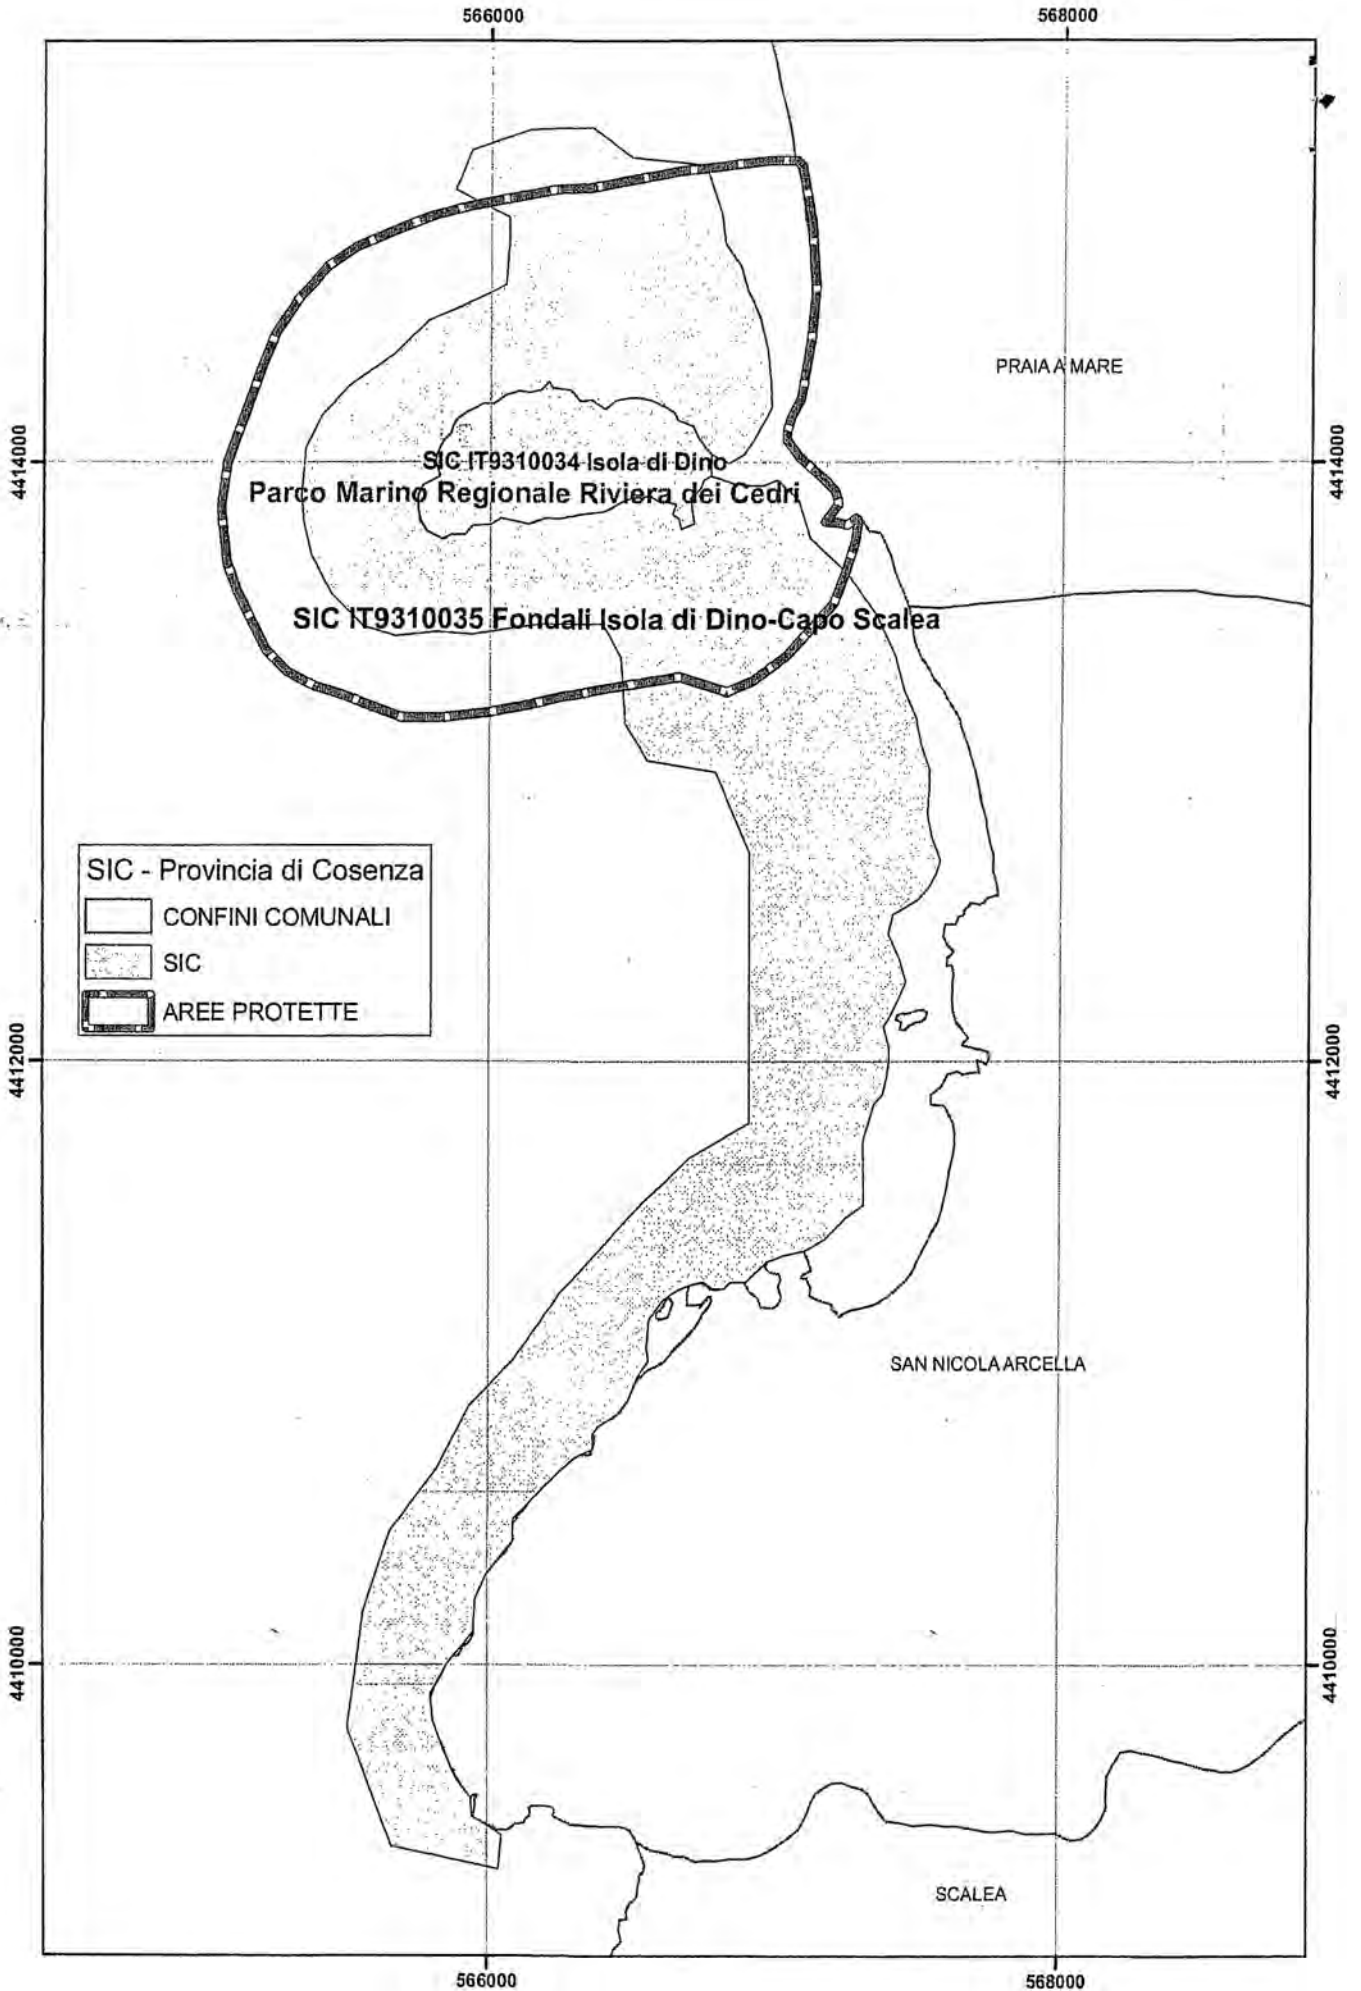 566000
568000
PRAIA A MARE
4414000
4414000
SIC IT9310034 Isola di Dino
Parco Marino Regionale Riviera dei Cedri
SIC IT9310035 Fondali Isola di Dino-Capo Scalea
SIC - Provincia di Cosenza
CONFINI COMUNALI
SIC
AREE PROTETTE
4412000
4412000
SAN NICOLA ARCELLA
4410000
4410000
SCALEA
566000
568000